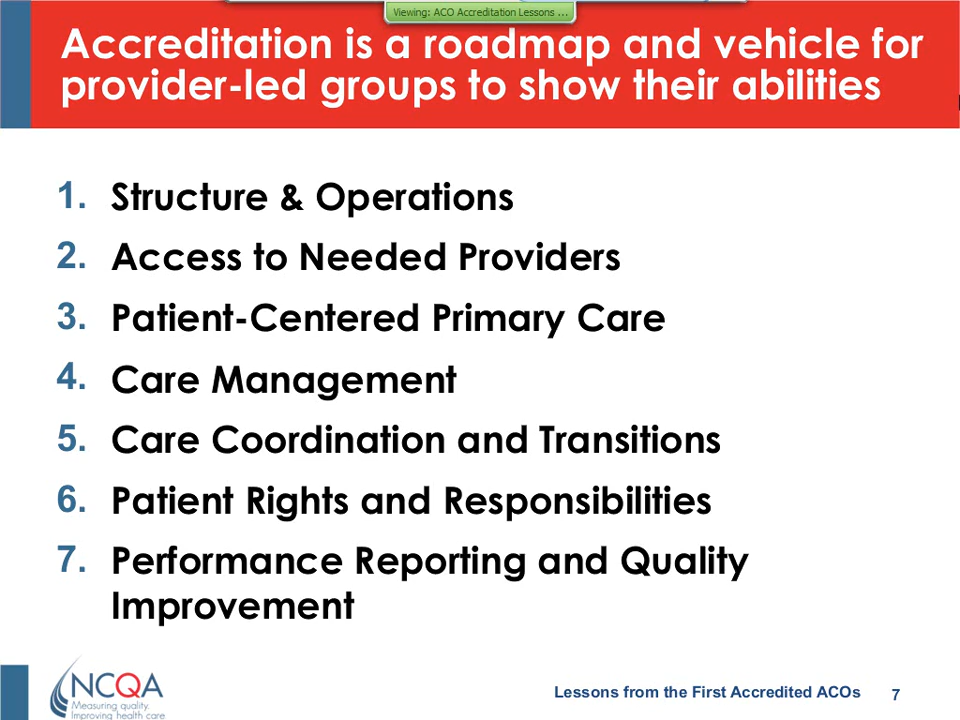 Viewing: ACO Accreditation Lessons ...
Accreditation is a roadmap and vehicle for
provider-led groups to show their abilities
1. Structure & Operations
2. Access to Needed Providers
3. Patient-Centered Primary Care
4. Care Management
5. Care Coordination and Transitions
6. Patient Rights and Responsibilities
7. Performance Reporting and Quality
Improvement
NCQA
Measuring quality.
Improving health care
Lessons from the First Accredited ACOs 7